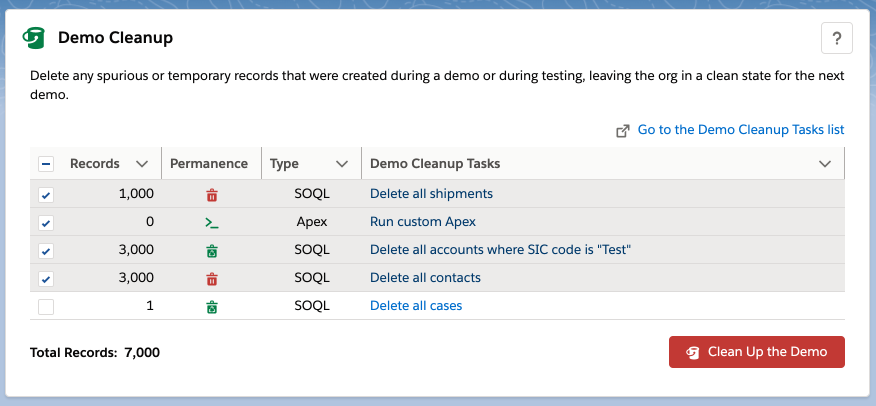 Demo Cleanup
?
Delete any spurious or temporary records that were created during a demo or during testing, leaving the org in a clean state for the next
demo.
Go to the Demo Cleanup Tasks list
Records Permanence Type Demo Cleanup Tasks
1,000 SOQL Delete all shipments
0 Apex Run custom Apex
3,000 SOQL Delete all accounts where SIC code is "Test"
3,000 SOQL Delete all contacts
1 SOQL Delete all cases
Total Records: 7,000 Clean Up the Demo